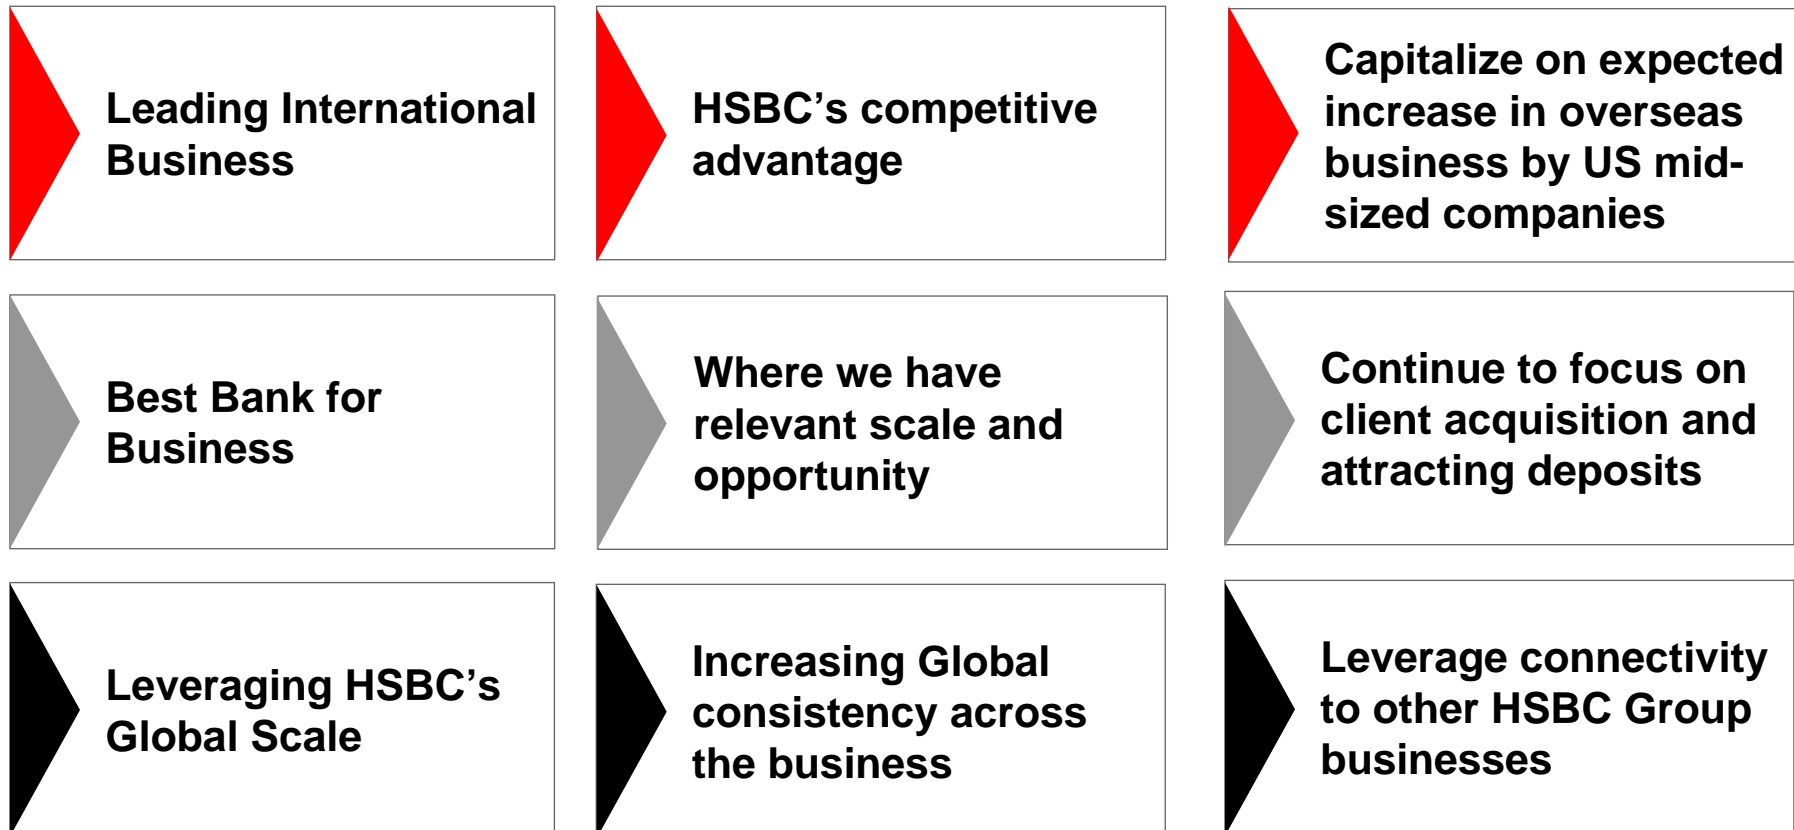 Leading International
Business
HSBC’s competitive
advantage
Capitalize on expected
increase in overseas
business by US mid-
sized companies
Best Bank for
Business
Where we have
relevant scale and
opportunity
Continue to focus on
client acquisition and
attracting deposits
Leveraging HSBC’s
Global Scale
Increasing Global
consistency across
the business
Leverage connectivity
to other HSBC Group
businesses